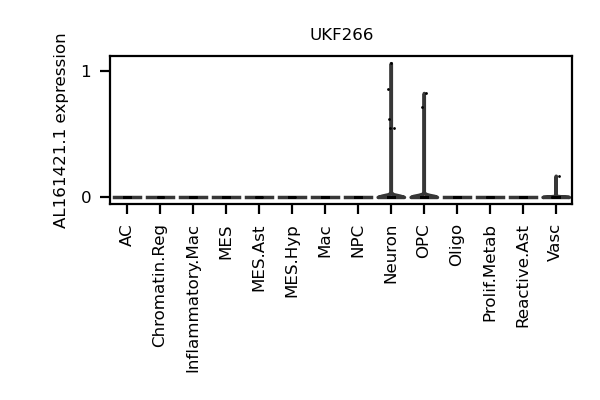 UKF266
AL161421.1 expression
1
0
AC
Chromatin.Reg
Inflammatory.Mac
MES
MES.Ast
MES.Hyp
Mac
NPC
Neuron
OPC
Oligo
Prolif.Metab
Reactive.Ast
Vasc